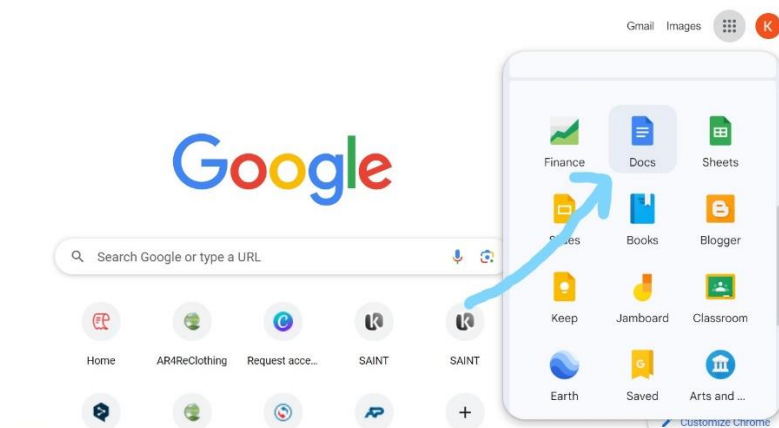 Gmail Images
K
Google
Search Google or type a URL
Finance Docs Sheets
Books Blogger
Keep Jamboard Classroom
Earth Saved Arts and ...
Home AR4ReClothing Request acce... SAINT SAINT
Customize Chrome